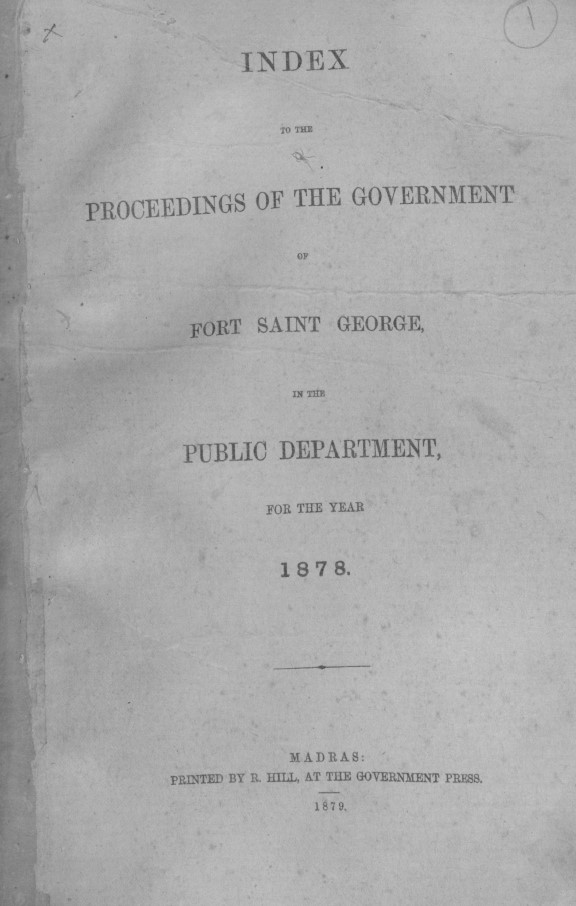 1
INDEX
TO THE
PROCEEDINGS OF THE GOVERNMENT
OF
FORT SAINT GEORGE,
IN THE
PUBLIC DEPARTMENT,
FOR THE YEAR
1878.
MADRAS:
PRINTED BY R. HILL, AT THE GOVERNMENT PRESS.
1879.